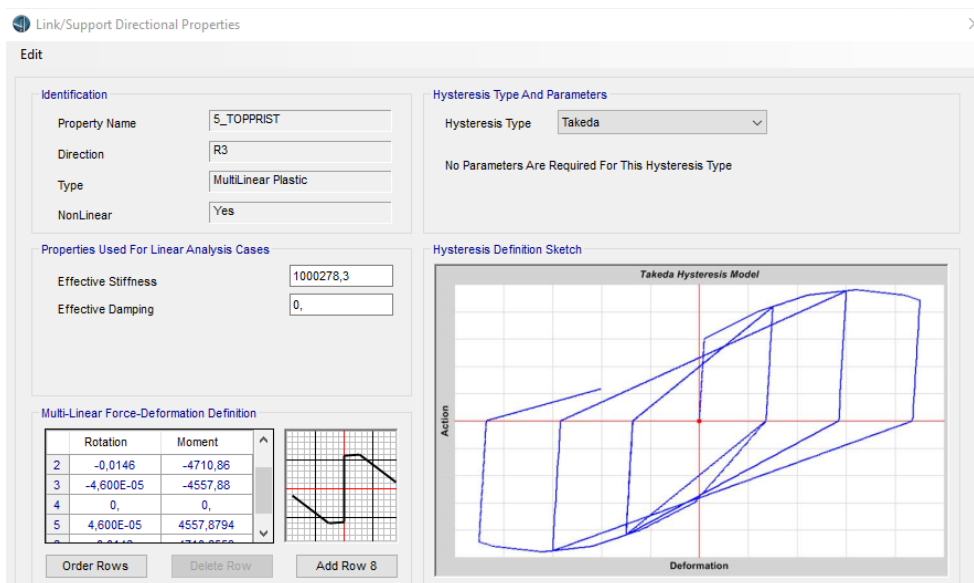 Link/Support Directional Properties
Edit
Identification
Property Name 5_TOPPRIST
Direction R3
Type MultiLinear Plastic
NonLinear Yes
Hysteresis Type And Parameters
Hysteresis Type Takeda
No Parameters Are Required For This Hysteresis Type
Properties Used For Linear Analysis Cases
Effective Stiffness 1000278,3
Effective Damping 0,
Hysteresis Definition Sketch
Takeda Hysteresis Model
Action
Deformation
Multi-Linear Force-Deformation Definition
Rotation Moment
2 -0,0146 -4710,86
3 -4,600E-05 -4557,88
4 0, 0,
5 4,600E-05 4557,8794
Order Rows Delete Row Add Row 8